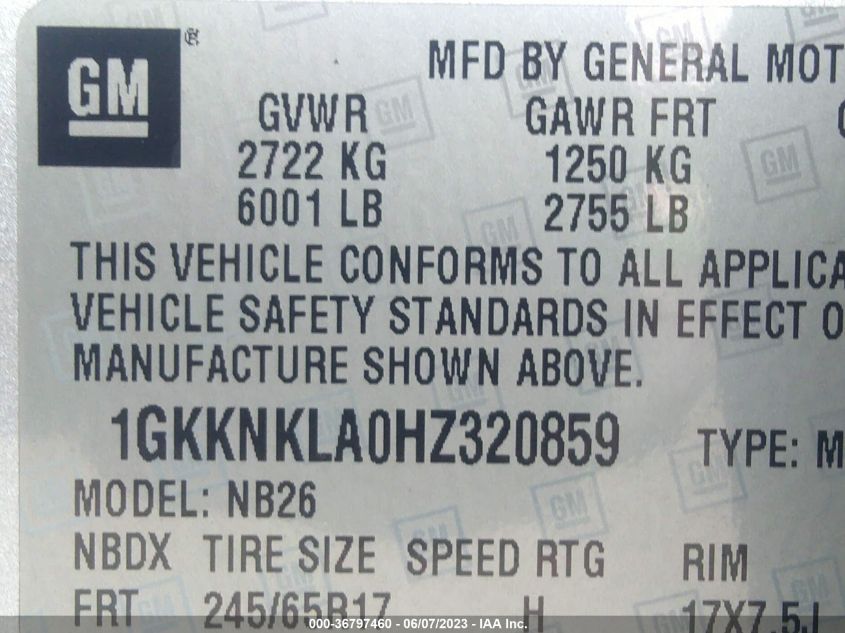 GM ®
MFD BY GENERAL MOT
GVWR GAWR FRT
2722 KG 1250 KG
6001 LB 2755 LB
THIS VEHICLE CONFORMS TO ALL APPLICA
VEHICLE SAFETY STANDARDS IN EFFECT O
MANUFACTURE SHOWN ABOVE.
1GKKNKLA0HZ320859 TYPE: M
MODEL: NB26
NBDX TIRE SIZE SPEED RTG RIM
FRT 245/65R17 H 17X7.5J
000-36797460 - 06/07/2023 - IAA Inc.